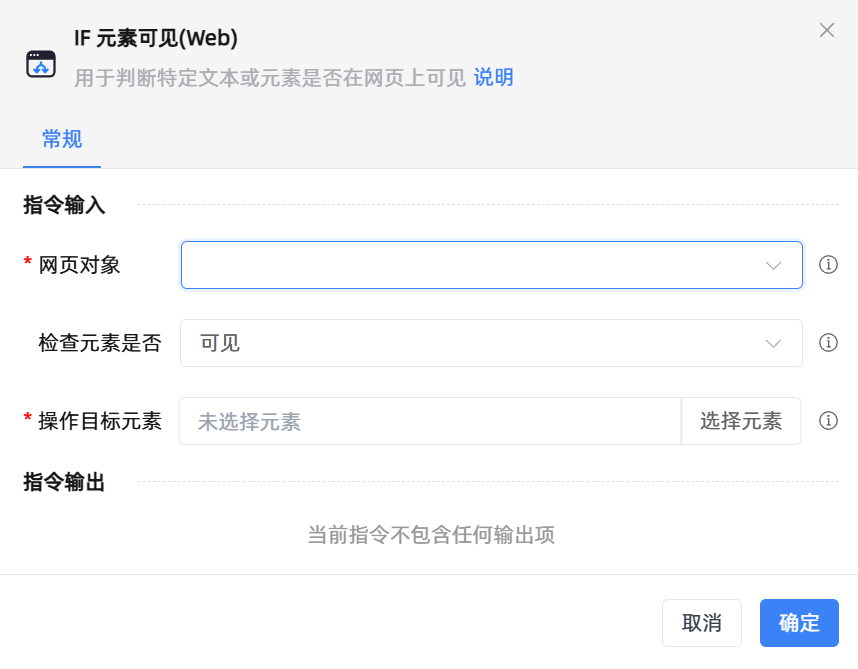 IF 元素可见(Web)
用于判断特定文本或元素是否在网页上可见 说明
常规
指令输入
* 网页对象
检查元素是否 可见
* 操作目标元素 未选择元素 选择元素
指令输出
当前指令不包含任何输出项
取消 确定